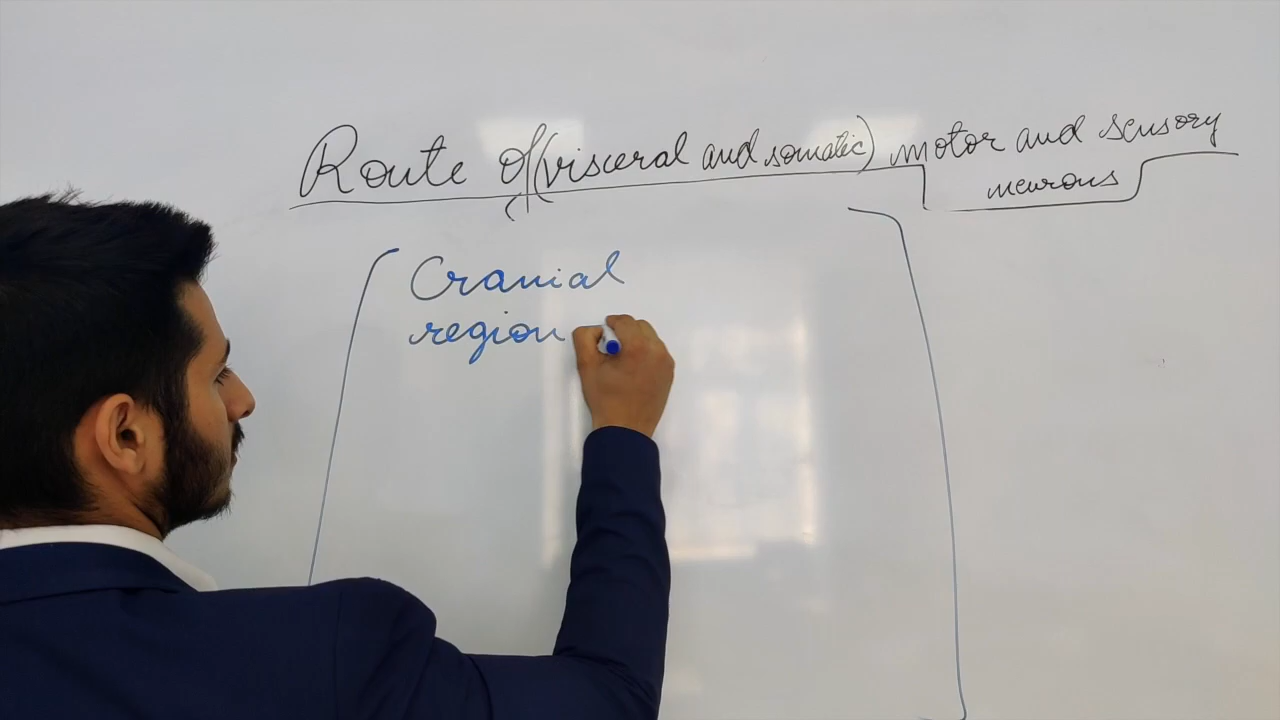 Route of (visceral and somatic) motor and sensory
neurons
Cranial
region